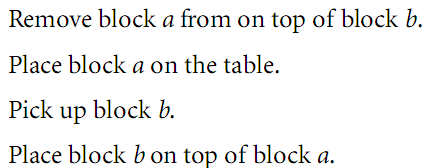 Remove block a from on top of block b.
Place block a on the table.
Pick up block b.
Place block b on top of block a.